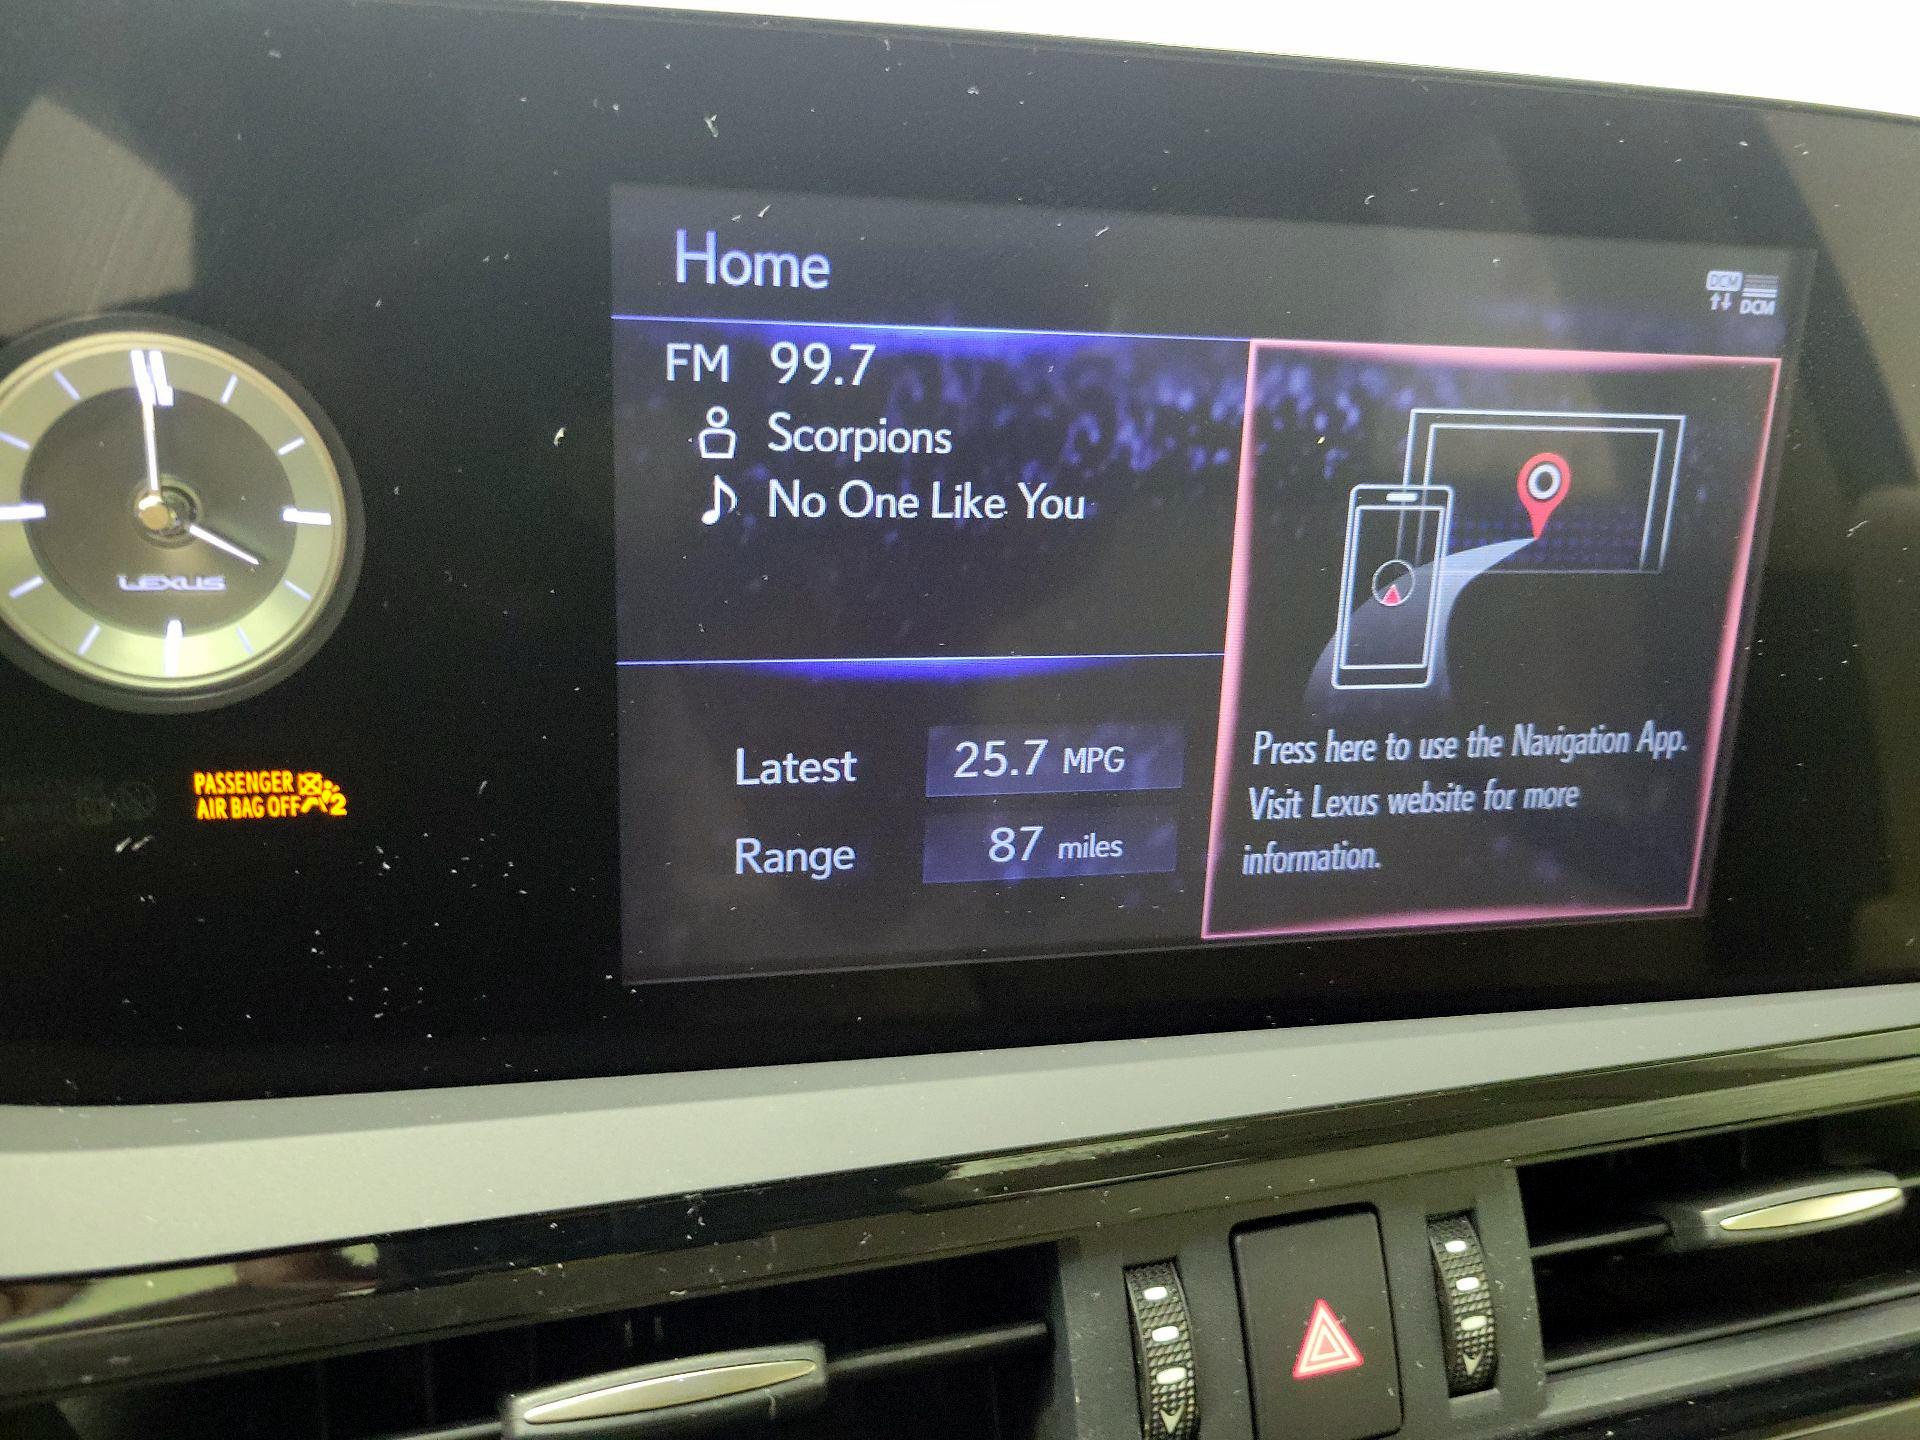 Home
DCM
DCM
FM 99.7
Scorpions
No One Like You
LEXUS
PASSENGER
AIR BAG OFF 2
Latest 25.7 MPG
Range 87 miles
Press here to use the Navigation App.
Visit Lexus website for more
information.